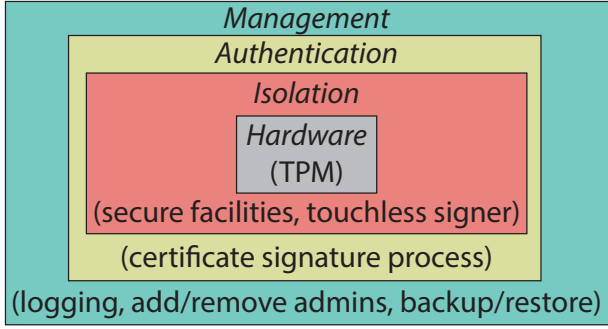 Management
Authentication
Isolation
Hardware
(TPM)
(secure facilities, touchless signer)
(certificate signature process)
(logging, add/remove admins, backup/restore)